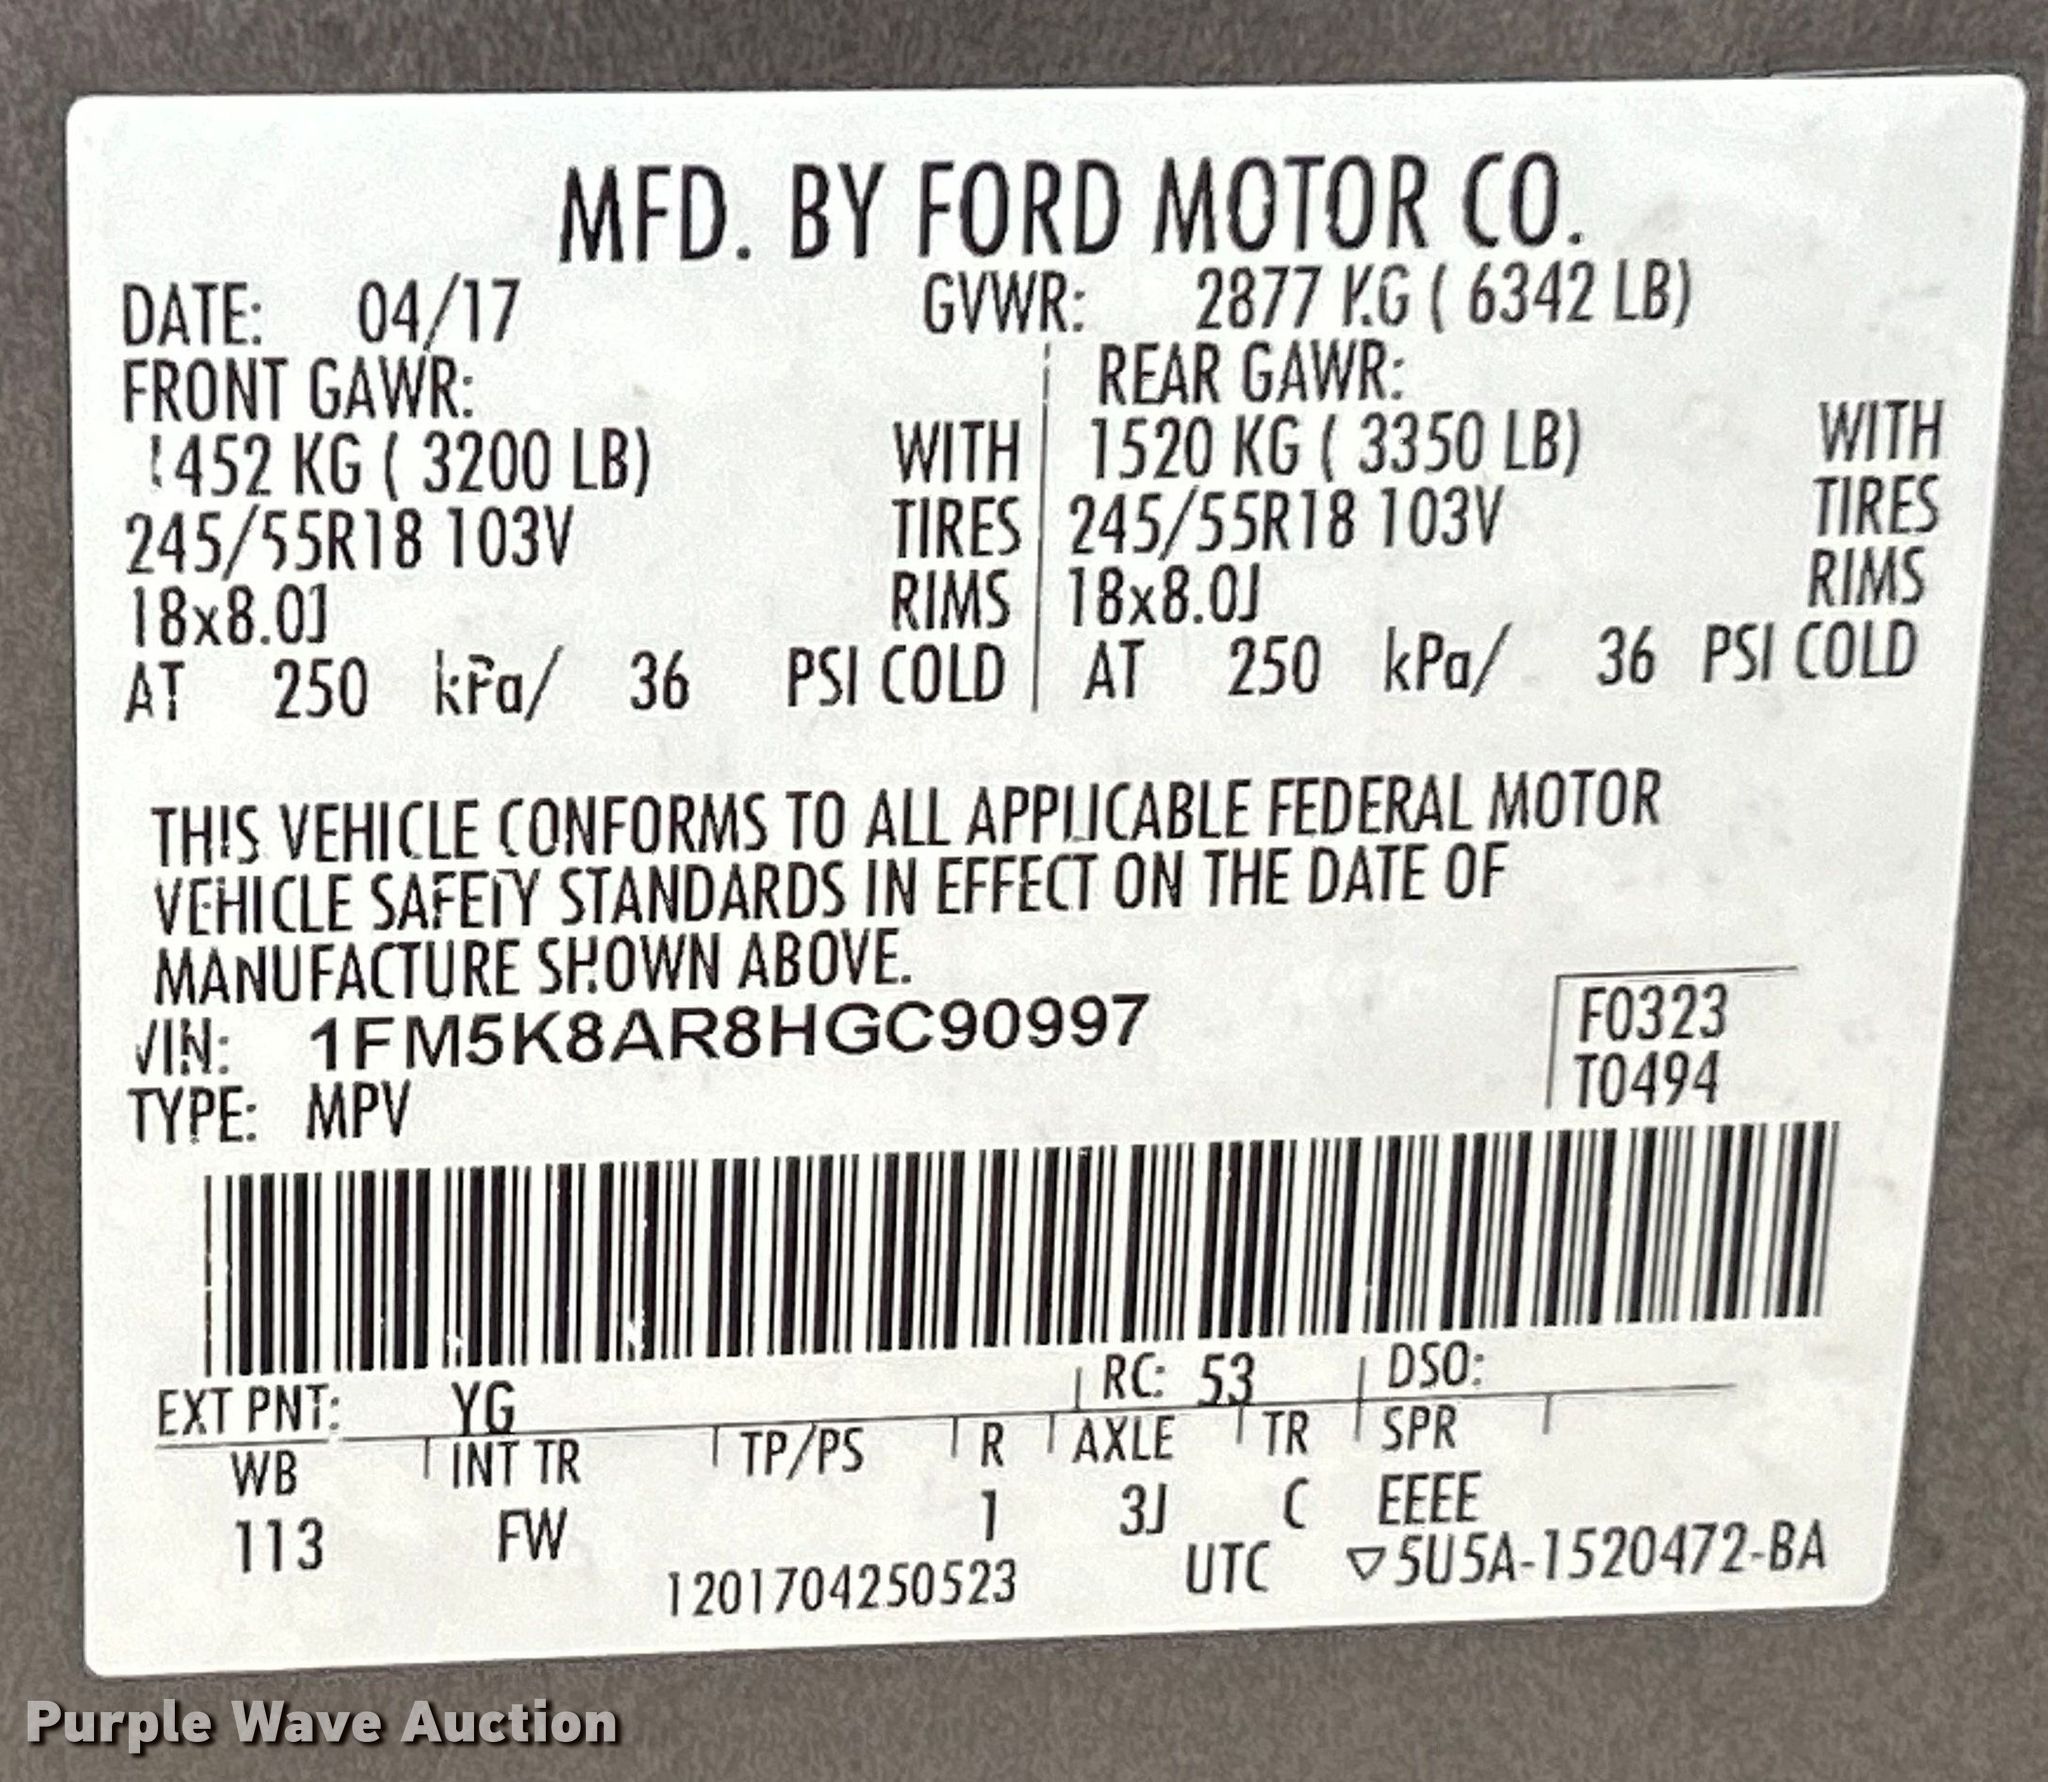 MFD. BY FORD MOTOR CO.
DATE: 04/17 GVWR: 2877 KG ( 6342 LB)
FRONT GAWR: REAR GAWR:
1452 KG ( 3200 LB) WITH 1520 KG ( 3350 LB) WITH
245/55R18 103V TIRES 245/55R18 103V TIRES
18x8.0J RIMS 18x8.0J RIMS
AT 250 kPa/ 36 PSI COLD AT 250 kPa/ 36 PSI COLD
THIS VEHICLE CONFORMS TO ALL APPLICABLE FEDERAL MOTOR
VEHICLE SAFETY STANDARDS IN EFFECT ON THE DATE OF
MANUFACTURE SHOWN ABOVE.
VIN: 1FM5K8AR8HGC90997 F0323
TYPE: MPV T0494
EXT PNT: YG RC: 53 DSO:
WB INT TR TP/PS R AXLE TR SPR
113 FW 1 3J C EEEE
1201704250523 UTC ▽5U5A-1520472-BA
Purple Wave Auction